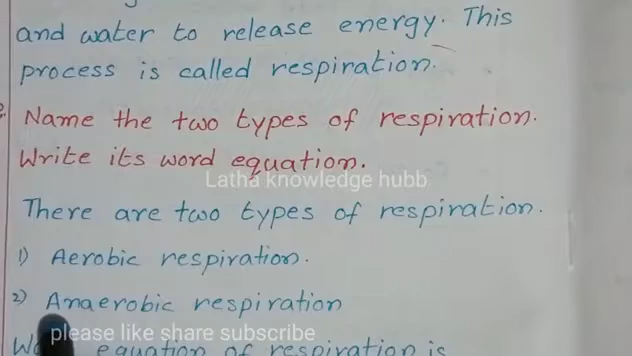 and water to release energy. This
process is called respiration.
Name the two types of respiration.
Write its word equation.
Latha knowledge hubb
There are two types of respiration.
1) Aerobic respiration.
2) Anaerobic respiration
please like share subscribe
equation of respiration is